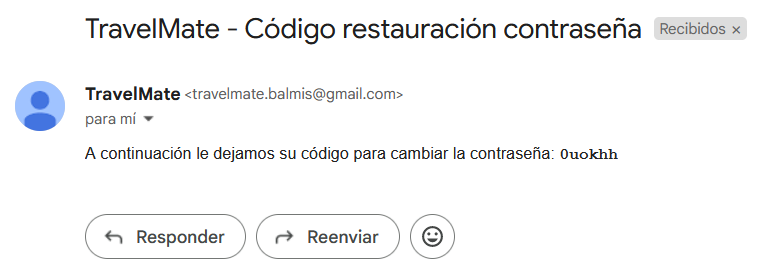 TravelMate - Código restauración contraseña Recibidos ×
TravelMate <travelmate.balmis@gmail.com>
para mí
A continuación le dejamos su código para cambiar la contraseña: 0uokhh
Responder Reenviar